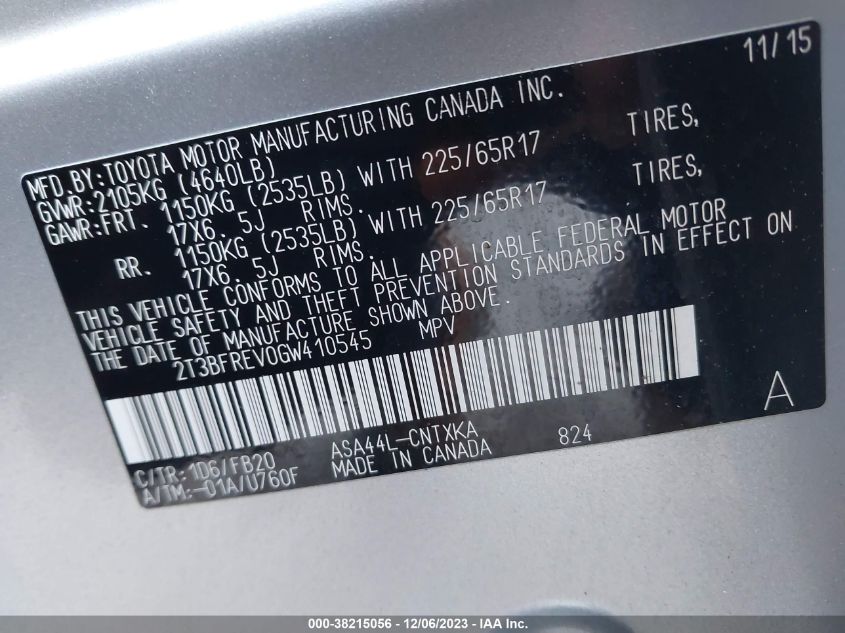 11/15
MFD.BY:TOYOTA MOTOR MANUFACTURING CANADA INC.
GVWR:2105KG (4640LB)
GAWR:FRT. 1150KG (2535LB) WITH 225/65R17 TIRES,
17X6.5J RIMS.
RR. 1150KG (2535LB) WITH 225/65R17 TIRES,
17X6.5J RIMS.
THIS VEHICLE CONFORMS TO ALL APPLICABLE FEDERAL MOTOR
VEHICLE SAFETY AND THEFT PREVENTION STANDARDS IN EFFECT ON
THE DATE OF MANUFACTURE SHOWN ABOVE.
2T3BFREV0GW410545 MPV
A
ASA44L-CNTXKA 824
C/TR:1D6/FB20 MADE IN CANADA
A/TM:-01A/U760F
000-38215056 - 12/06/2023 - IAA Inc.